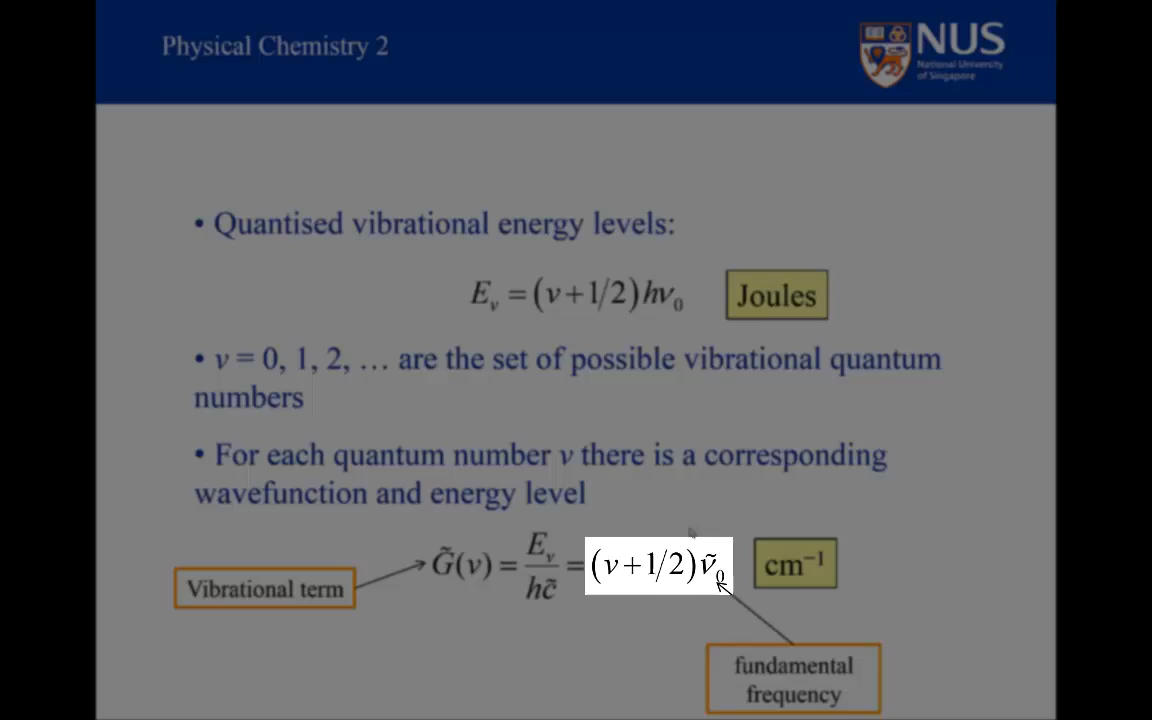 Physical Chemistry 2
NUS
National University
of Singapore
• Quantised vibrational energy levels:
E_v = (v + 1/2) hν_0
Joules
• v = 0, 1, 2, … are the set of possible vibrational quantum
numbers
• For each quantum number v there is a corresponding
wavefunction and energy level
G̃(v) = E_v / hc̃ = (v + 1/2) ν̃_0
cm⁻¹
Vibrational term
fundamental
frequency